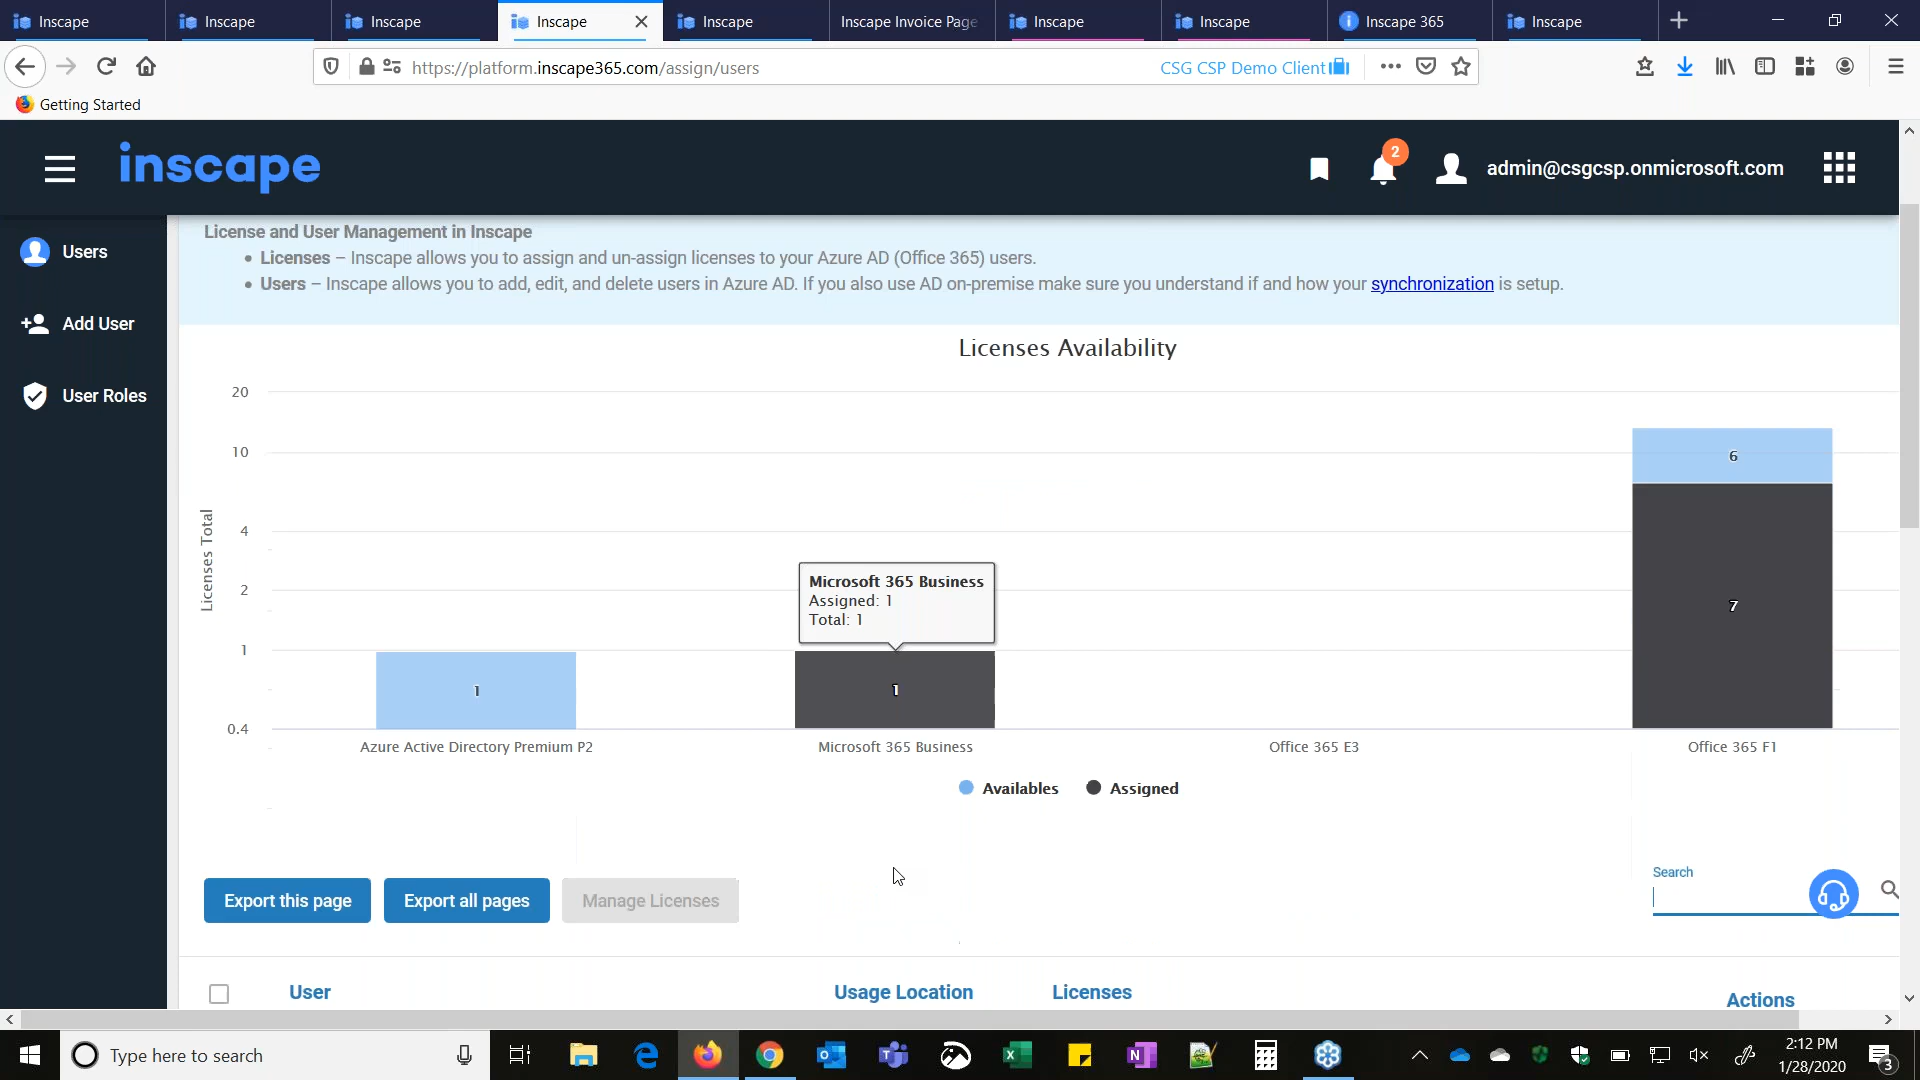 Inscape
Inscape
Inscape
Inscape
Inscape
Inscape Invoice Page
Inscape
Inscape
Inscape 365
Inscape
https://platform.inscape365.com/assign/users
CSG CSP Demo Client
Getting Started
inscape
2
admin@csgcsp.onmicrosoft.com
Users
Add User
User Roles
License and User Management in Inscape
• Licenses – Inscape allows you to assign and un-assign licenses to your Azure AD (Office 365) users.
• Users – Inscape allows you to add, edit, and delete users in Azure AD. If you also use AD on-premise make sure you understand if and how your synchronization is setup.
Licenses Availability
Licenses Total
20
10
4
2
1
0.4
1
Microsoft 365 Business
Assigned: 1
Total: 1
1
6
7
Azure Active Directory Premium P2
Microsoft 365 Business
Office 365 E3
Office 365 F1
Availables
Assigned
Export this page
Export all pages
Manage Licenses
Search
User
Usage Location
Licenses
Actions
Type here to search
2:12 PM
1/28/2020
3